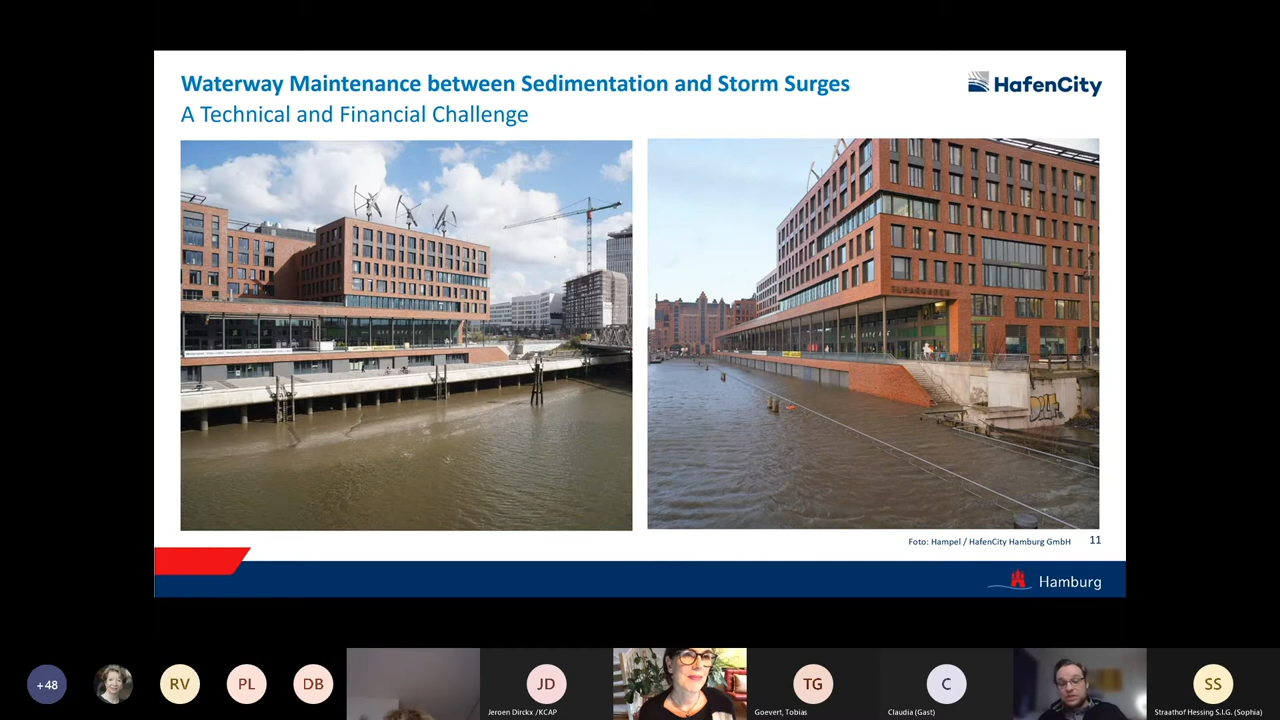 Waterway Maintenance between Sedimentation and Storm Surges
HafenCity
A Technical and Financial Challenge
Foto: Hampel / HafenCity Hamburg GmbH
11
Hamburg
+48
RV
PL
DB
JD
TG
C
SS
Jeroen Dirckx /KCAP
Goevert, Tobias
Claudia (Gast)
Straathof Hessing S.I.G. (Sophia)